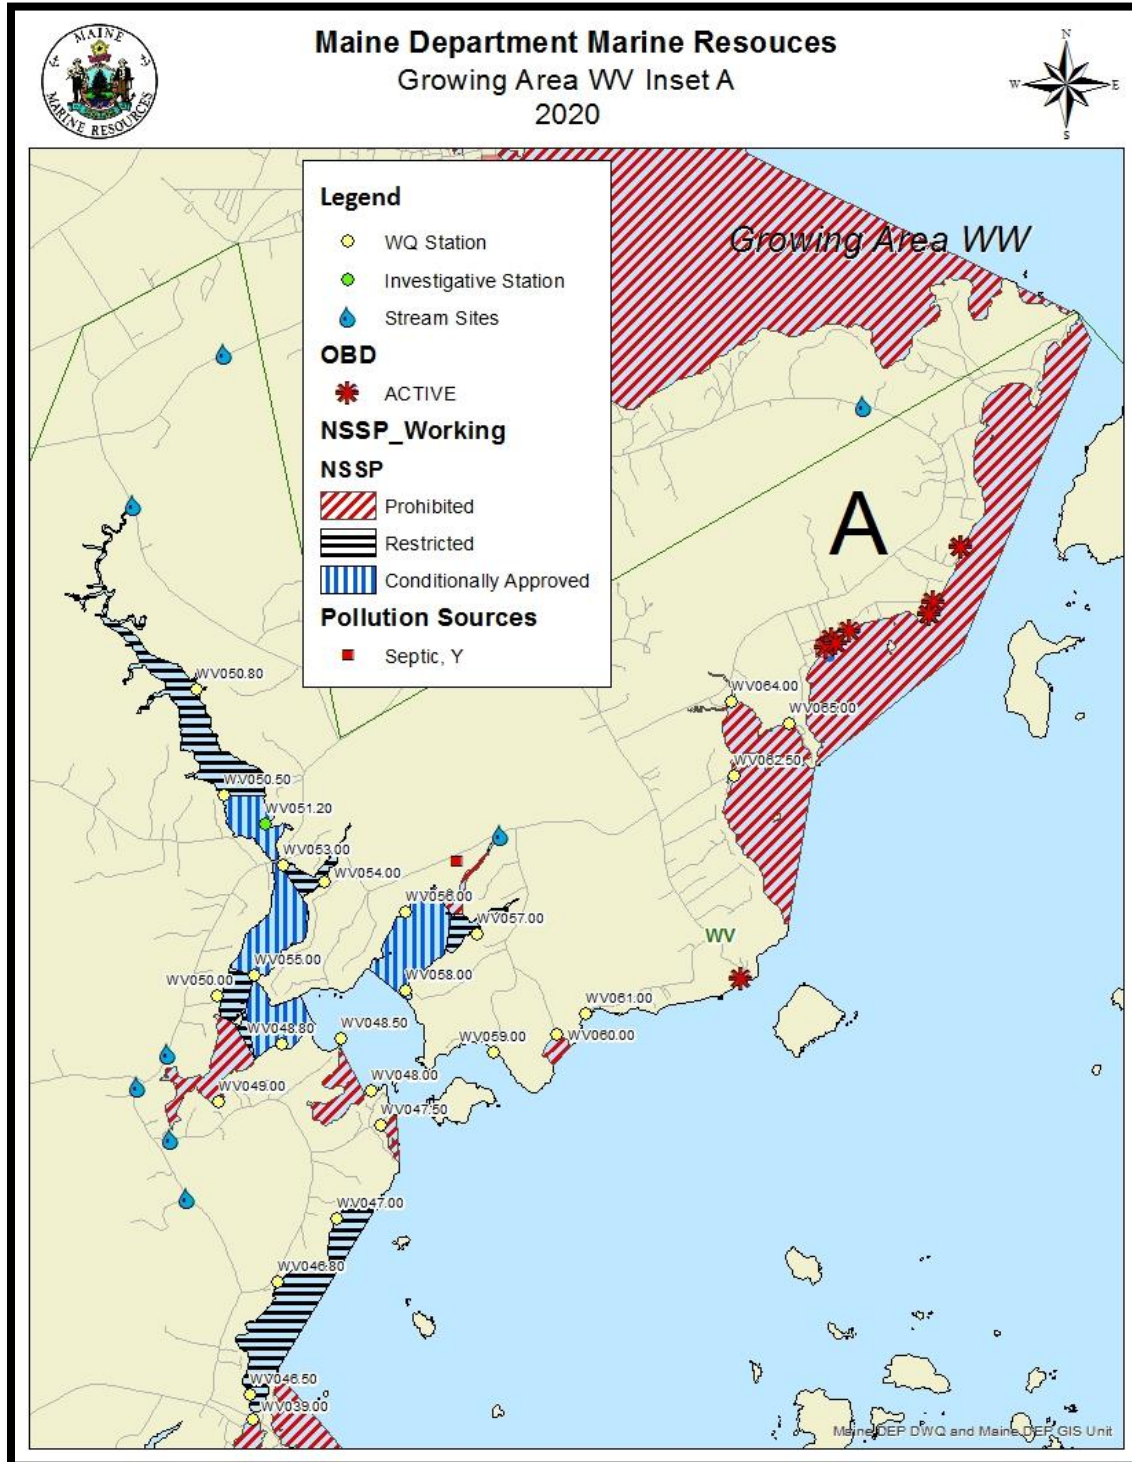 Maine Department Marine Resouces
Growing Area WV Inset A
2020
MAINE
MARINE RESOURCES
N
W
E
S
Legend
WQ Station
Investigative Station
Stream Sites
OBD
ACTIVE
NSSP_Working
NSSP
Prohibited
Restricted
Conditionally Approved
Pollution Sources
Septic, Y
Growing Area WW
A
WV050.80
WV064.00
WV065.00
WV062.50
WV050.50
WV051.20
WV053.00
WV054.00
WV056.00
WV057.00
WV
WV055.00
WV050.00
WV058.00
WV061.00
WV048.80
WV048.50
WV059.00
WV060.00
WV049.00
WV048.00
WV047.50
WV047.00
WV046.80
WV046.50
WV039.00
Maine DEP DWQ and Maine DEP GIS Unit